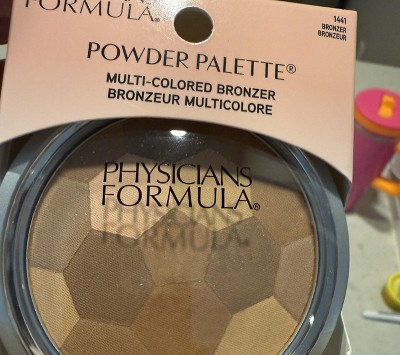 FORMULA®
1441
BRONZER
BRONZEUR
POWDER PALETTE®
MULTI-COLORED BRONZER
BRONZEUR MULTICOLORE
PHYSICIANS
FORMULA®